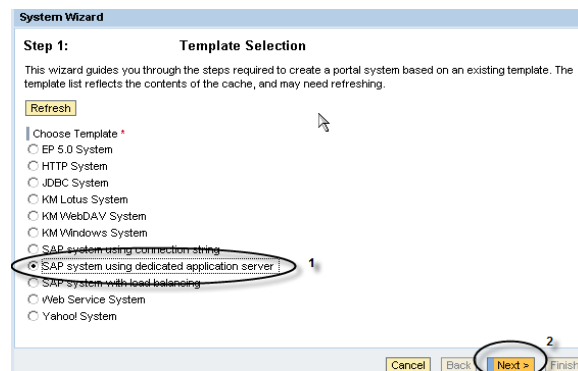 System Wizard
Step 1: Template Selection
This wizard guides you through the steps required to create a portal system based on an existing template. The
template list reflects the contents of the cache, and may need refreshing.
Refresh
Choose Template *
EP 5.0 System
HTTP System
JDBC System
KM Lotus System
KM WebDAV System
KM Windows System
SAP system using connection string
SAP system using dedicated application server 1
SAP system with load balancing
Web Service System
Yahoo! System
2
Cancel Back Next > Finish